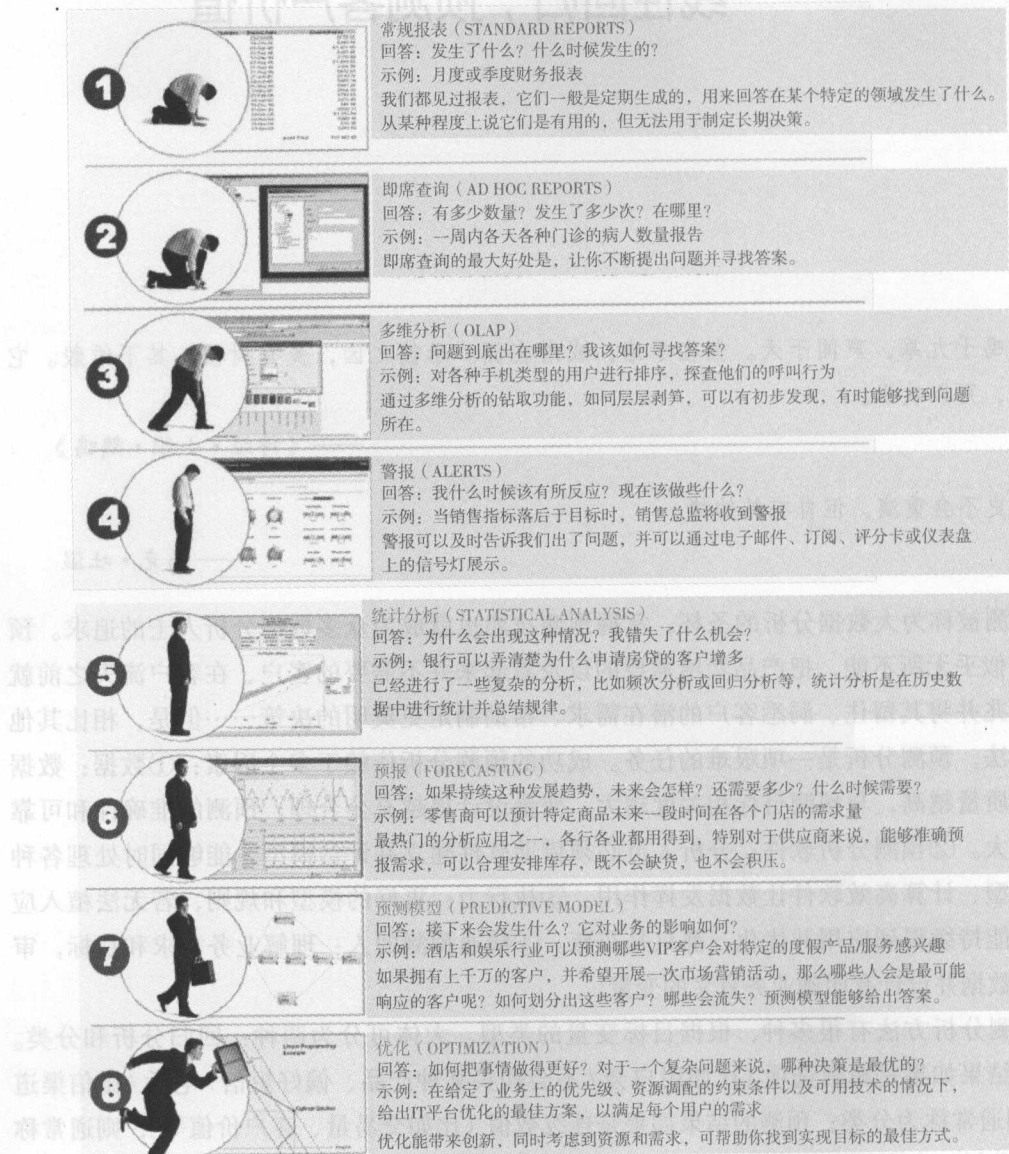 常规报表（STANDARD REPORTS）
回答：发生了什么？什么时候发生的？
示例：月度或季度财务报表
我们都见过报表，它们一般是定期生成的，用来回答在某个特定的领域发生了什么。
从某种程度上说它们是有用的，但无法用于制定长期决策。
1
即席查询（AD HOC REPORTS）
回答：有多少数量？发生了多少次？在哪里？
示例：一周内各天各种门诊的病人数量报告
即席查询的最大好处是，让你不断提出问题并寻找答案。
2
多维分析（OLAP）
回答：问题到底出在哪里？我该如何寻找答案？
示例：对各种手机类型的用户进行排序，探查他们的呼叫行为
通过多维分析的钻取功能，如同层层剥笋，可以有初步发现，有时能够找到问题
所在。
3
警报（ALERTS）
回答：我什么时候该有所反应？现在该做些什么？
示例：当销售指标落后于目标时，销售总监将收到警报
警报可以及时告诉我们出了问题，并可以通过电子邮件、订阅、评分卡或仪表盘
上的信号灯展示。
4
统计分析（STATISTICAL ANALYSIS）
回答：为什么会出现这种情况？我错失了什么机会？
示例：银行可以弄清楚为什么申请房贷的客户增多
已经进行了一些复杂的分析，比如频次分析或回归分析等，统计分析是在历史数
据中进行统计并总结规律。
5
预报（FORECASTING）
回答：如果持续这种发展趋势，未来会怎样？还需要多少？什么时候需要？
示例：零售商可以预计特定商品未来一段时间在各个门店的需求量
最热门的分析应用之一，各行各业都用得到，特别对于供应商来说，能够准确预
报需求，可以合理安排库存，既不会缺货，也不会积压。
6
预测模型（PREDICTIVE MODEL）
回答：接下来会发生什么？它对业务的影响如何？
示例：酒店和娱乐行业可以预测哪些VIP客户会对特定的度假产品/服务感兴趣
如果拥有上千万的客户，并希望开展一次市场营销活动，那么哪些人会是最可能
响应的客户呢？如何划分出这些客户？哪些会流失？预测模型能够给出答案。
7
优化（OPTIMIZATION）
回答：如何把事情做得更好？对于一个复杂问题来说，哪种决策是最优的？
示例：在给定了业务上的优先级、资源调配的约束条件以及可用技术的情况下，
给出IT平台优化的最佳方案，以满足每个用户的需求
优化能带来创新，同时考虑到资源和需求，可帮助你找到实现目标的最佳方式。
8